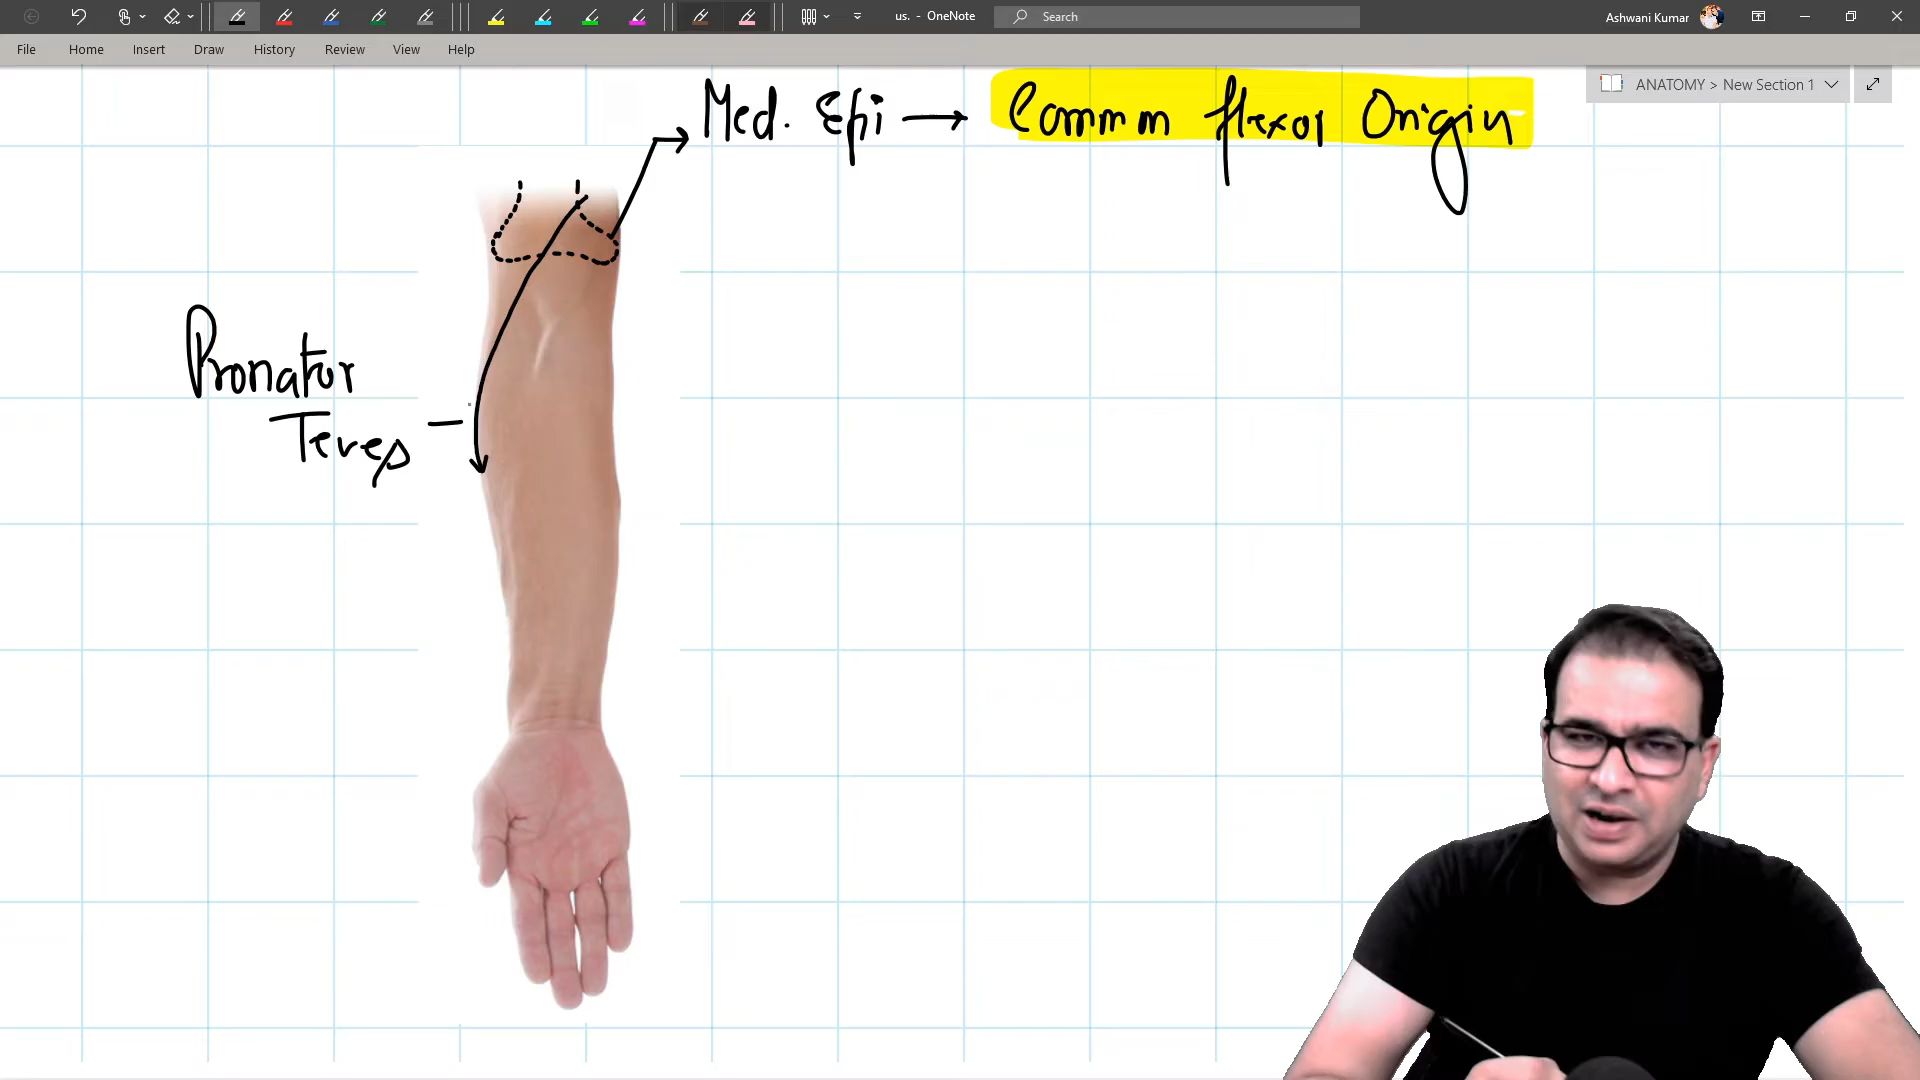 us. - OneNote
Search
Ashwani Kumar
File Home Insert Draw History Review View Help
ANATOMY > New Section 1
Med. Epi → Common flexor Origin
Pronator
Teres